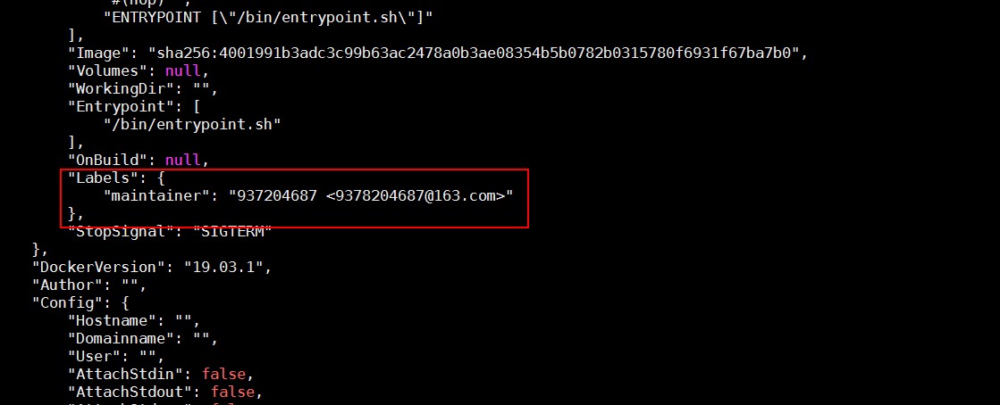 "#(nop) ",
"ENTRYPOINT [\"/bin/entrypoint.sh\"]"
],
"Image": "sha256:4001991b3adc3c99b63ac2478a0b3ae08354b5b0782b0315780f6931f67ba7b0",
"Volumes": null,
"WorkingDir": "",
"Entrypoint": [
"/bin/entrypoint.sh"
],
"OnBuild": null,
"Labels": {
"maintainer": "937204687 <9378204687@163.com>"
},
"StopSignal": "SIGTERM"
},
"DockerVersion": "19.03.1",
"Author": "",
"Config": {
"Hostname": "",
"Domainname": "",
"User": "",
"AttachStdin": false,
"AttachStdout": false,